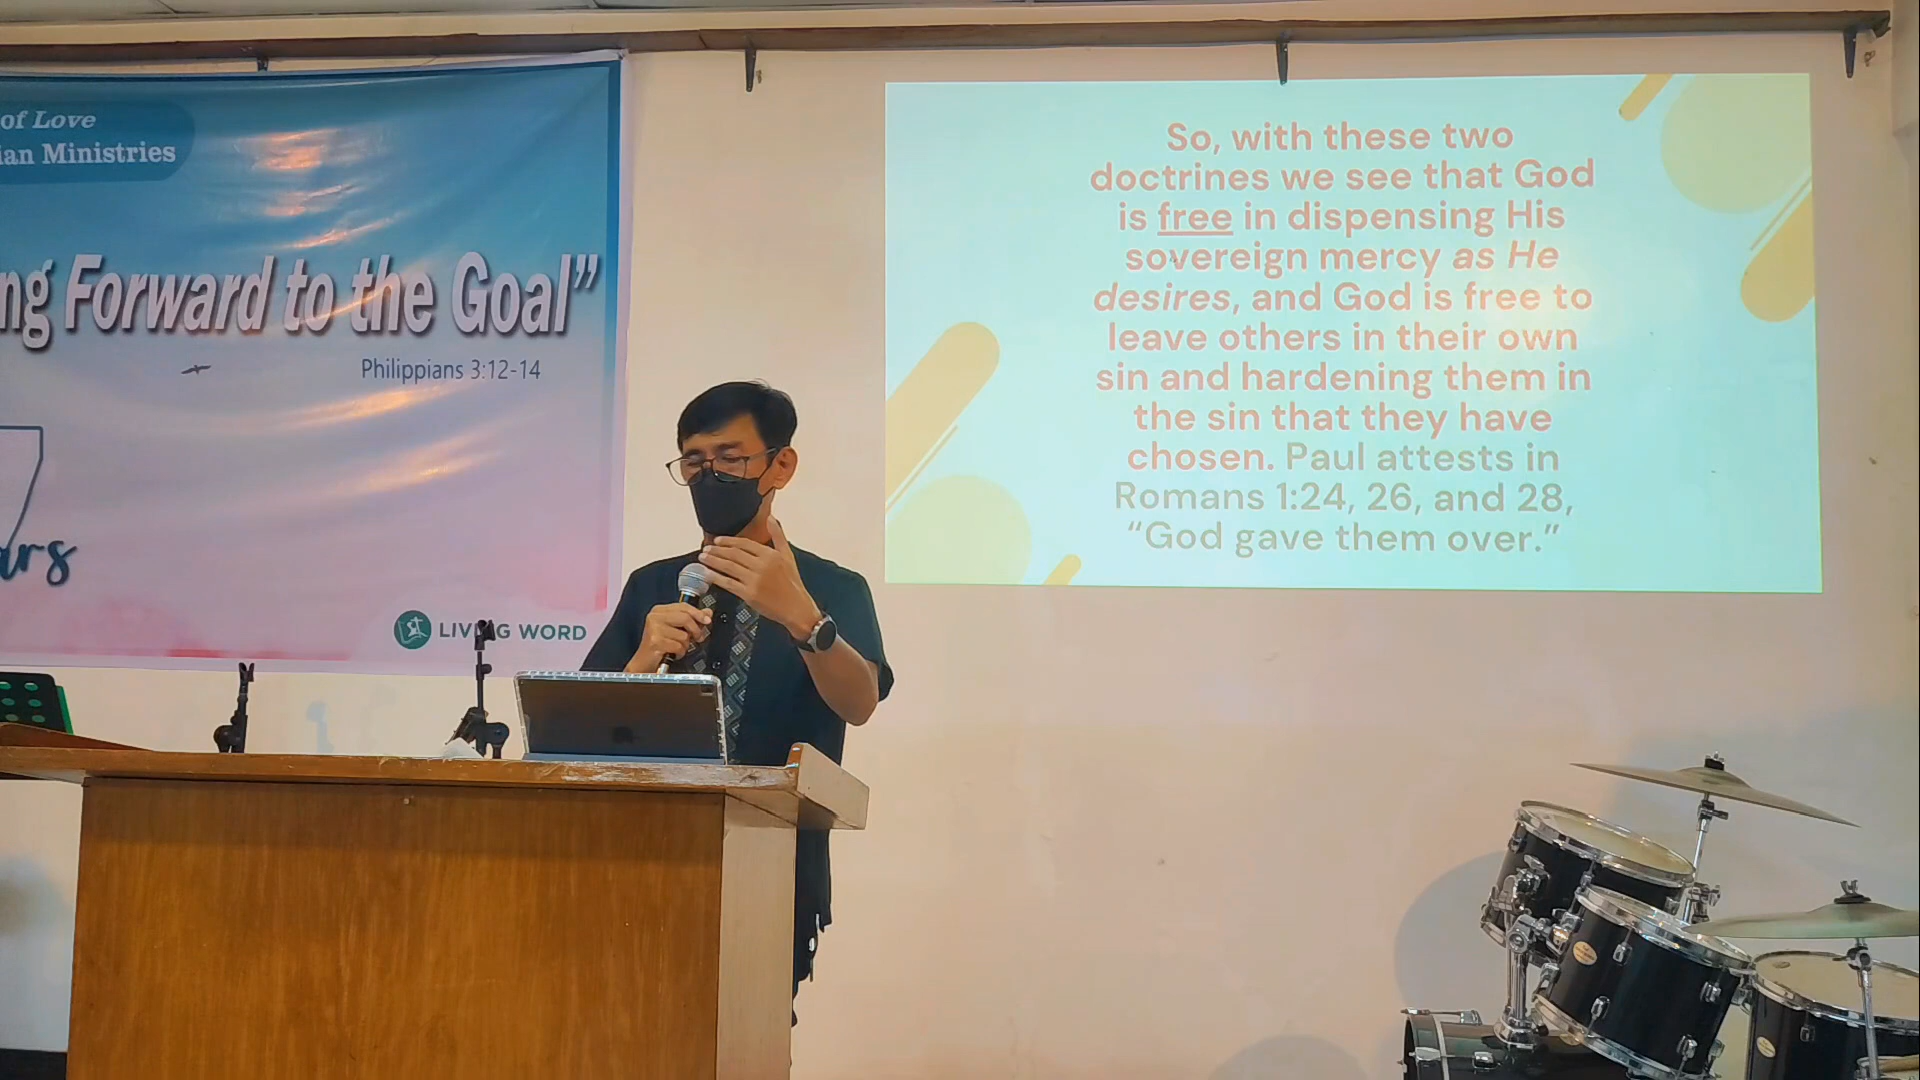 of Love
ian Ministries
ng Forward to the Goal”
Philippians 3:12-14
7
ars
LIVING WORD
So, with these two
doctrines we see that God
is free in dispensing His
sovereign mercy as He
desires, and God is free to
leave others in their own
sin and hardening them in
the sin that they have
chosen. Paul attests in
Romans 1:24, 26, and 28,
“God gave them over.”